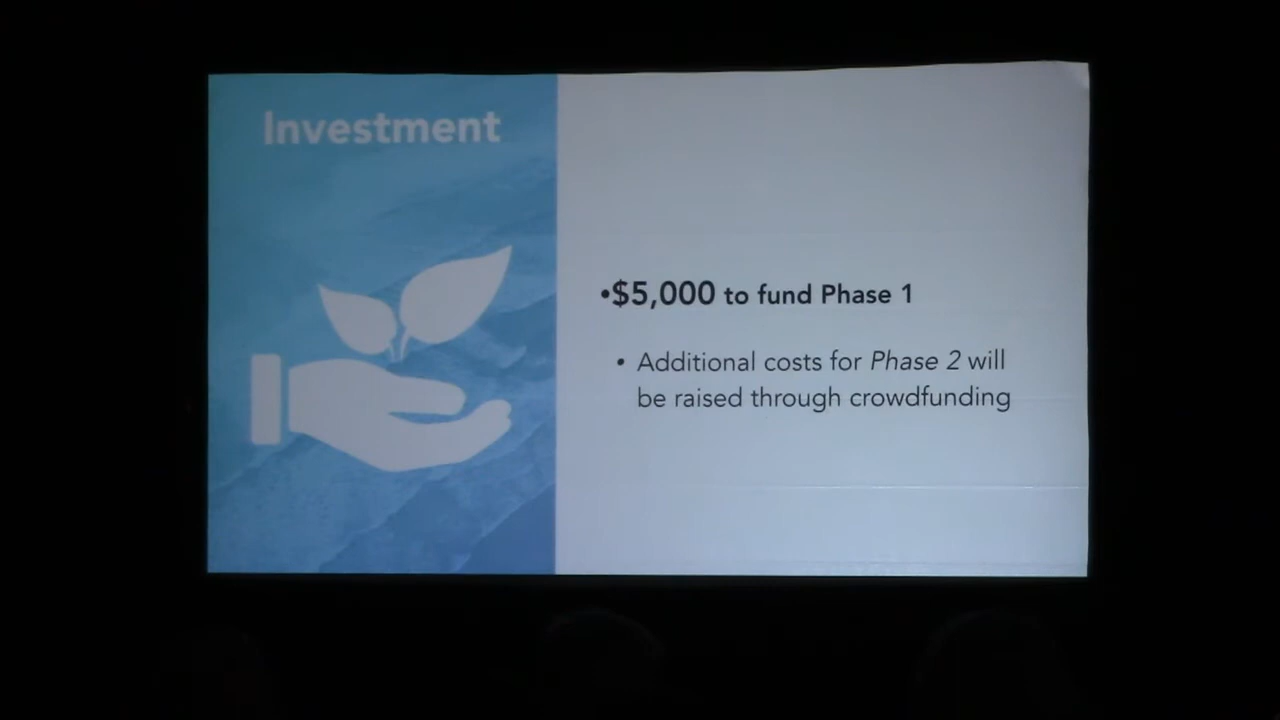 Investment
•$5,000 to fund Phase 1
• Additional costs for Phase 2 will
be raised through crowdfunding